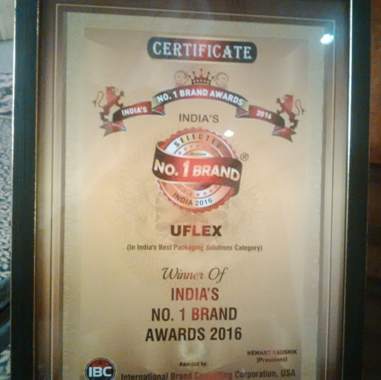 CERTIFICATE
INDIA'S NO. 1 BRAND AWARDS 2016
INDIA'S
SELECTED
NO. 1 BRAND ®
INDIA 2016
UFLEX
(In India's Best Packaging Solutions Category)
Winner Of
INDIA'S
NO. 1 BRAND
AWARDS 2016
HEMANT KAUSHIK
(President)
Awarded by:
IBC
International Brand Consulting Corporation, USA